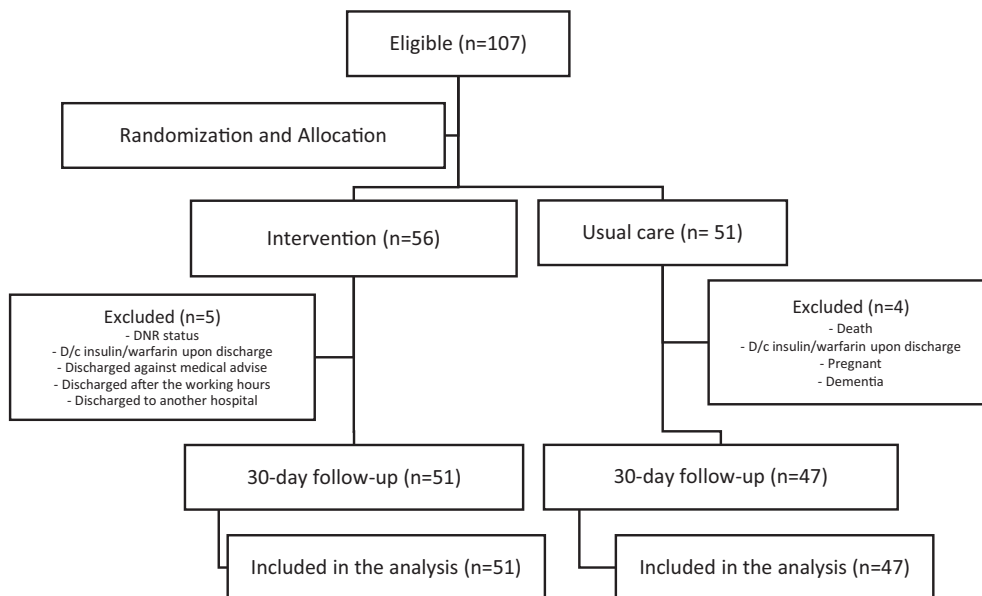 Eligible (n=107)
Randomization and Allocation
Intervention (n=56)
Usual care (n= 51)
Excluded (n=5)
- DNR status
- D/c insulin/warfarin upon discharge
- Discharged against medical advise
- Discharged after the working hours
- Discharged to another hospital
Excluded (n=4)
- Death
- D/c insulin/warfarin upon discharge
- Pregnant
- Dementia
30-day follow-up (n=51)
30-day follow-up (n=47)
Included in the analysis (n=51)
Included in the analysis (n=47)